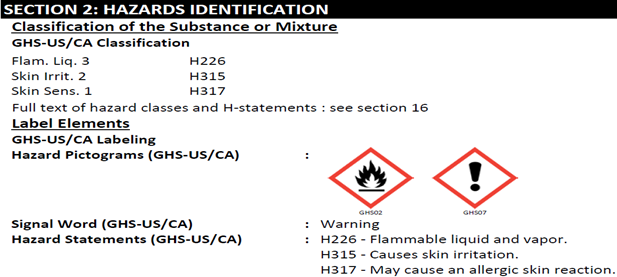 SECTION 2: HAZARDS IDENTIFICATION
Classification of the Substance or Mixture
GHS-US/CA Classification
Flam. Liq. 3 H226
Skin Irrit. 2 H315
Skin Sens. 1 H317
Full text of hazard classes and H-statements : see section 16
Label Elements
GHS-US/CA Labeling
Hazard Pictograms (GHS-US/CA) :
GHS02 GHS07
Signal Word (GHS-US/CA) : Warning
Hazard Statements (GHS-US/CA) : H226 - Flammable liquid and vapor.
H315 - Causes skin irritation.
H317 - May cause an allergic skin reaction.